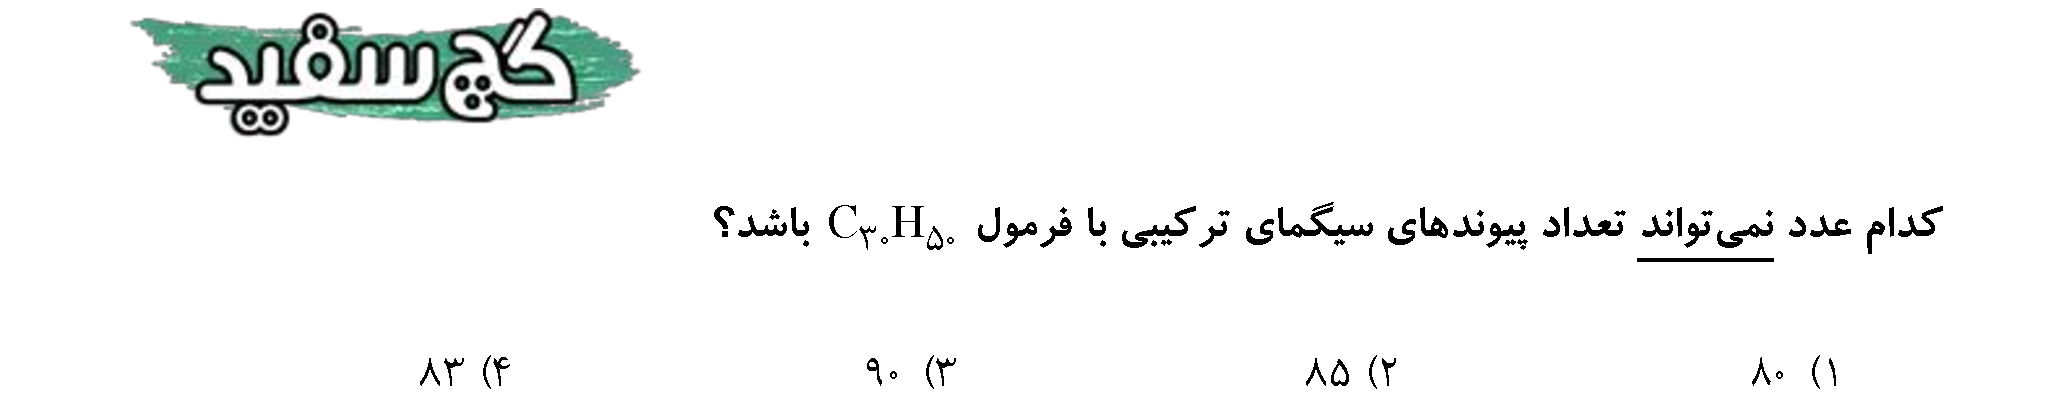 گچ سفید
کدام عدد نمی‌تواند تعداد پیوندهای سیگمای ترکیبی با فرمول C۳۰H۵۰ باشد؟
۱) ۸۰ ۲) ۸۵ ۳) ۹۰ ۴) ۸۳